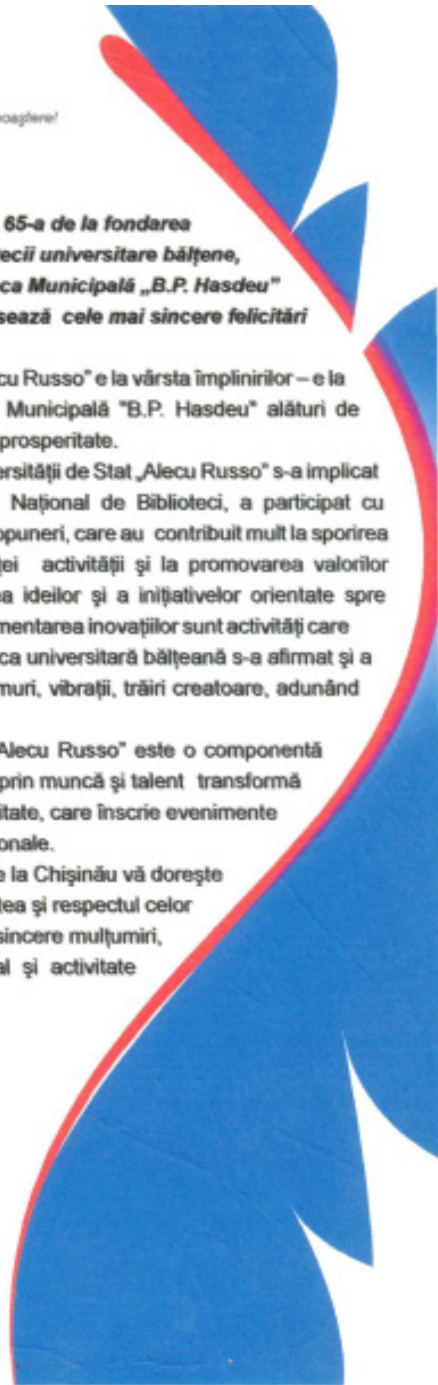 oaştere!
65-a de la fondarea
ecii universitare bălţene,
ca Municipală „B.P. Hasdeu”
sează cele mai sincere felicitări
cu Russo” e la vârsta împlinirilor – e la
Municipală "B.P. Hasdeu" alături de
prosperitate.
ersităţii de Stat „Alecu Russo” s-a implicat
Naţional de Biblioteci, a participat cu
opuneri, care au contribuit mult la sporirea
ţei activităţii şi la promovarea valorilor
ea ideilor şi a iniţiativelor orientate spre
mentarea inovaţiilor sunt activităţi care
ca universitară bălţeană s-a afirmat şi a
muri, vibraţii, trăiri creatoare, adunând
Alecu Russo” este o componentă
prin muncă şi talent transformă
itate, care înscrie evenimente
onale.
e la Chişinău vă doreşte
tea şi respectul celor
sincere mulţumiri,
al şi activitate